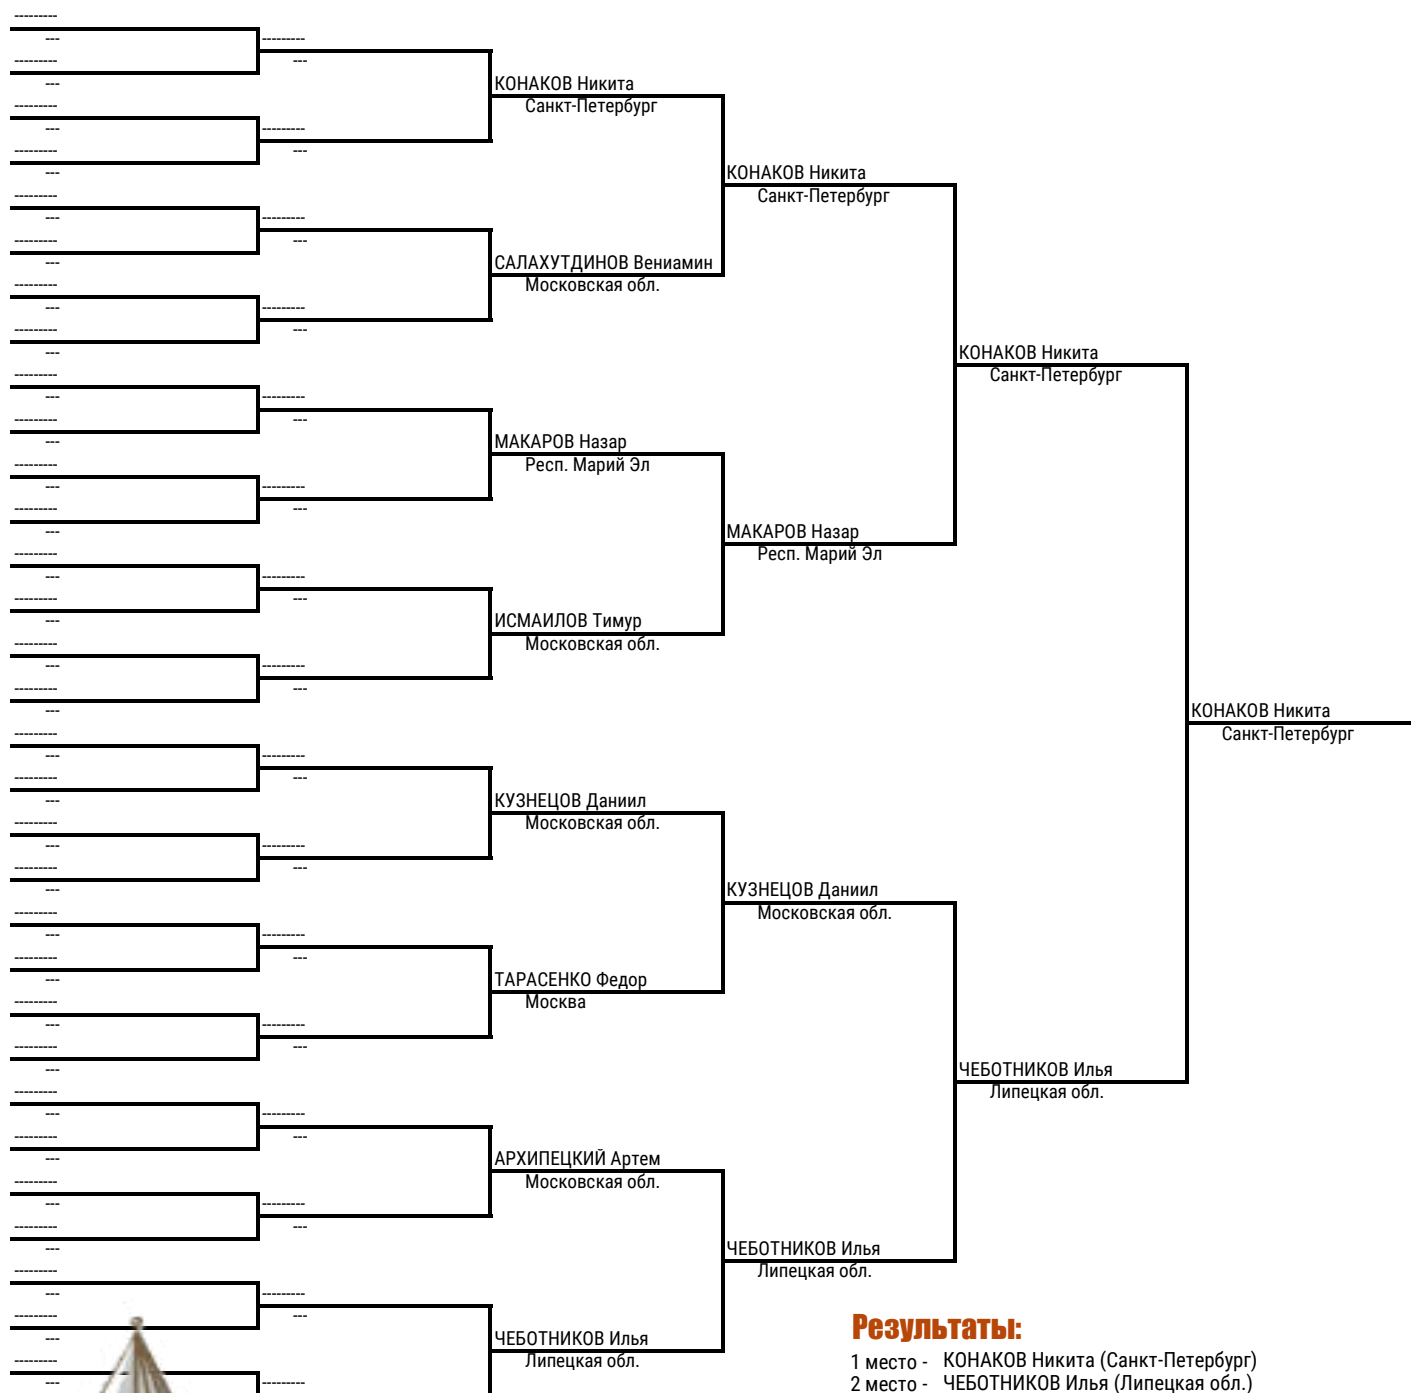 КОНАКОВ Никита
Санкт-Петербург
САЛАХУТДИНОВ Вениамин
Московская обл.
МАКАРОВ Назар
Респ. Марий Эл
ИСМАИЛОВ Тимур
Московская обл.
КУЗНЕЦОВ Даниил
Московская обл.
ТАРАСЕНКО Федор
Москва
АРХИПЕЦКИЙ Артем
Московская обл.
ЧЕБОТНИКОВ Илья
Липецкая обл.
КОНАКОВ Никита
Санкт-Петербург
МАКАРОВ Назар
Респ. Марий Эл
КУЗНЕЦОВ Даниил
Московская обл.
ЧЕБОТНИКОВ Илья
Липецкая обл.
КОНАКОВ Никита
Санкт-Петербург
ЧЕБОТНИКОВ Илья
Липецкая обл.
КОНАКОВ Никита
Санкт-Петербург
Результаты:
1 место - КОНАКОВ Никита (Санкт-Петербург)
2 место - ЧЕБОТНИКОВ Илья (Липецкая обл.)